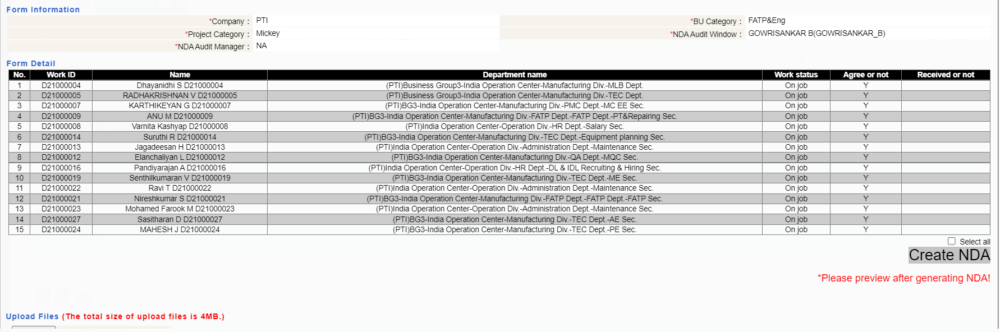 Form Information
*Company : PTI *BU Category : FATP&Eng
*Project Category : Mickey *NDA Audit Window : GOWRISANKAR B(GOWRISANKAR_B)
*NDA Audit Manager : NA
Form Detail
No. Work ID Name Department name Work status Agree or not Received or not
1 D21000004 Dhayanidhi S D21000004 (PTI)Business Group3-India Operation Center-Manufacturing Div.-MLB Dept. On job Y
2 D21000005 RADHAKRISHNAN V D21000005 (PTI)Business Group3-India Operation Center-Manufacturing Div.-TEC Dept. On job Y
3 D21000007 KARTHIKEYAN G D21000007 (PTI)BG3-India Operation Center-Manufacturing Div.-PMC Dept.-MC EE Sec. On job Y
4 D21000009 ANU M D21000009 (PTI)BG3-India Operation Center-Manufacturing Div.-FATP Dept.-FATP Dept.-PT&Repairing Sec. On job Y
5 D21000008 Varnita Kashyap D21000008 (PTI)India Operation Center-Operation Div.-HR Dept.-Salary Sec. On job Y
6 D21000014 Suruthi R D21000014 (PTI)BG3-India Operation Center-Manufacturing Div.-TEC Dept.-Equipment planning Sec. On job Y
7 D21000013 Jagadeesan H D21000013 (PTI)India Operation Center-Operation Div.-Administration Dept.-Maintenance Sec. On job Y
8 D21000012 Elanchaliyan L D21000012 (PTI)BG3-India Operation Center-Manufacturing Div.-QA Dept.-MQC Sec. On job Y
9 D21000016 Pandiyarajan A D21000016 (PTI)India Operation Center-Operation Div.-HR Dept.-DL & IDL Recruiting & Hiring Sec. On job Y
10 D21000019 Senthilkumaran V D21000019 (PTI)BG3-India Operation Center-Manufacturing Div.-TEC Dept.-ME Sec. On job Y
11 D21000022 Ravi T D21000022 (PTI)India Operation Center-Operation Div.-Administration Dept.-Maintenance Sec. On job Y
12 D21000021 Nireshkumar S D21000021 (PTI)BG3-India Operation Center-Manufacturing Div.-FATP Dept.-FATP Dept.-FATP Sec. On job Y
13 D21000023 Mohamed Farook M D21000023 (PTI)India Operation Center-Operation Div.-Administration Dept.-Maintenance Sec. On job Y
14 D21000027 Sasitharan D D21000027 (PTI)BG3-India Operation Center-Manufacturing Div.-TEC Dept.-AE Sec. On job Y
15 D21000024 MAHESH J D21000024 (PTI)BG3-India Operation Center-Manufacturing Div.-TEC Dept.-PE Sec. On job Y
Select all
Create NDA
*Please preview after generating NDA!
Upload Files (The total size of upload files is 4MB.)